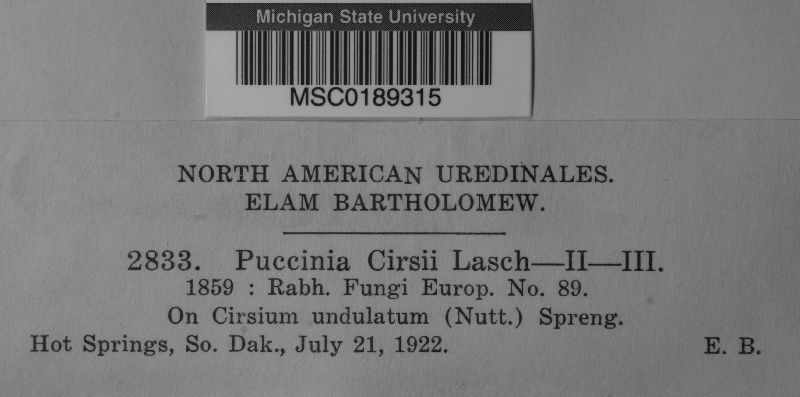 Michigan State University
MSC0189315
NORTH AMERICAN UREDINALES.
ELAM BARTHOLOMEW.
2833. Puccinia Cirsii Lasch—II—III.
1859 : Rabh. Fungi Europ. No. 89.
On Cirsium undulatum (Nutt.) Spreng.
Hot Springs, So. Dak., July 21, 1922. E. B.